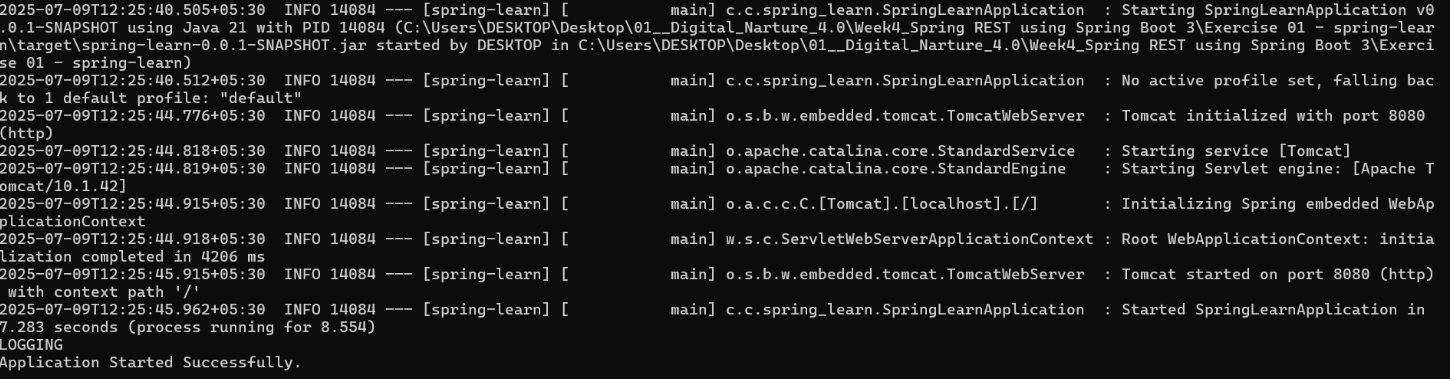 2025-07-09T12:25:40.505+05:30  INFO 14084 --- [spring-learn] [           main] c.c.spring_learn.SpringLearnApplication  : Starting SpringLearnApplication v0
.0.1-SNAPSHOT using Java 21 with PID 14084 (C:\Users\DESKTOP\Desktop\01__Digital_Narture_4.0\Week4_Spring REST using Spring Boot 3\Exercise 01 - spring-lear
n\target\spring-learn-0.0.1-SNAPSHOT.jar started by DESKTOP in C:\Users\DESKTOP\Desktop\01__Digital_Narture_4.0\Week4_Spring REST using Spring Boot 3\Exerci
se 01 - spring-learn)
2025-07-09T12:25:40.512+05:30  INFO 14084 --- [spring-learn] [           main] c.c.spring_learn.SpringLearnApplication  : No active profile set, falling bac
k to 1 default profile: "default"
2025-07-09T12:25:44.776+05:30  INFO 14084 --- [spring-learn] [           main] o.s.b.w.embedded.tomcat.TomcatWebServer  : Tomcat initialized with port 8080
(http)
2025-07-09T12:25:44.818+05:30  INFO 14084 --- [spring-learn] [           main] o.apache.catalina.core.StandardService   : Starting service [Tomcat]
2025-07-09T12:25:44.819+05:30  INFO 14084 --- [spring-learn] [           main] o.apache.catalina.core.StandardEngine    : Starting Servlet engine: [Apache T
omcat/10.1.42]
2025-07-09T12:25:44.915+05:30  INFO 14084 --- [spring-learn] [           main] o.a.c.c.C.[Tomcat].[localhost].[/]       : Initializing Spring embedded WebAp
plicationContext
2025-07-09T12:25:44.918+05:30  INFO 14084 --- [spring-learn] [           main] w.s.c.ServletWebServerApplicationContext : Root WebApplicationContext: initia
lization completed in 4206 ms
2025-07-09T12:25:45.915+05:30  INFO 14084 --- [spring-learn] [           main] o.s.b.w.embedded.tomcat.TomcatWebServer  : Tomcat started on port 8080 (http)
 with context path '/'
2025-07-09T12:25:45.962+05:30  INFO 14084 --- [spring-learn] [           main] c.c.spring_learn.SpringLearnApplication  : Started SpringLearnApplication in
7.283 seconds (process running for 8.554)
LOGGING
Application Started Successfully.